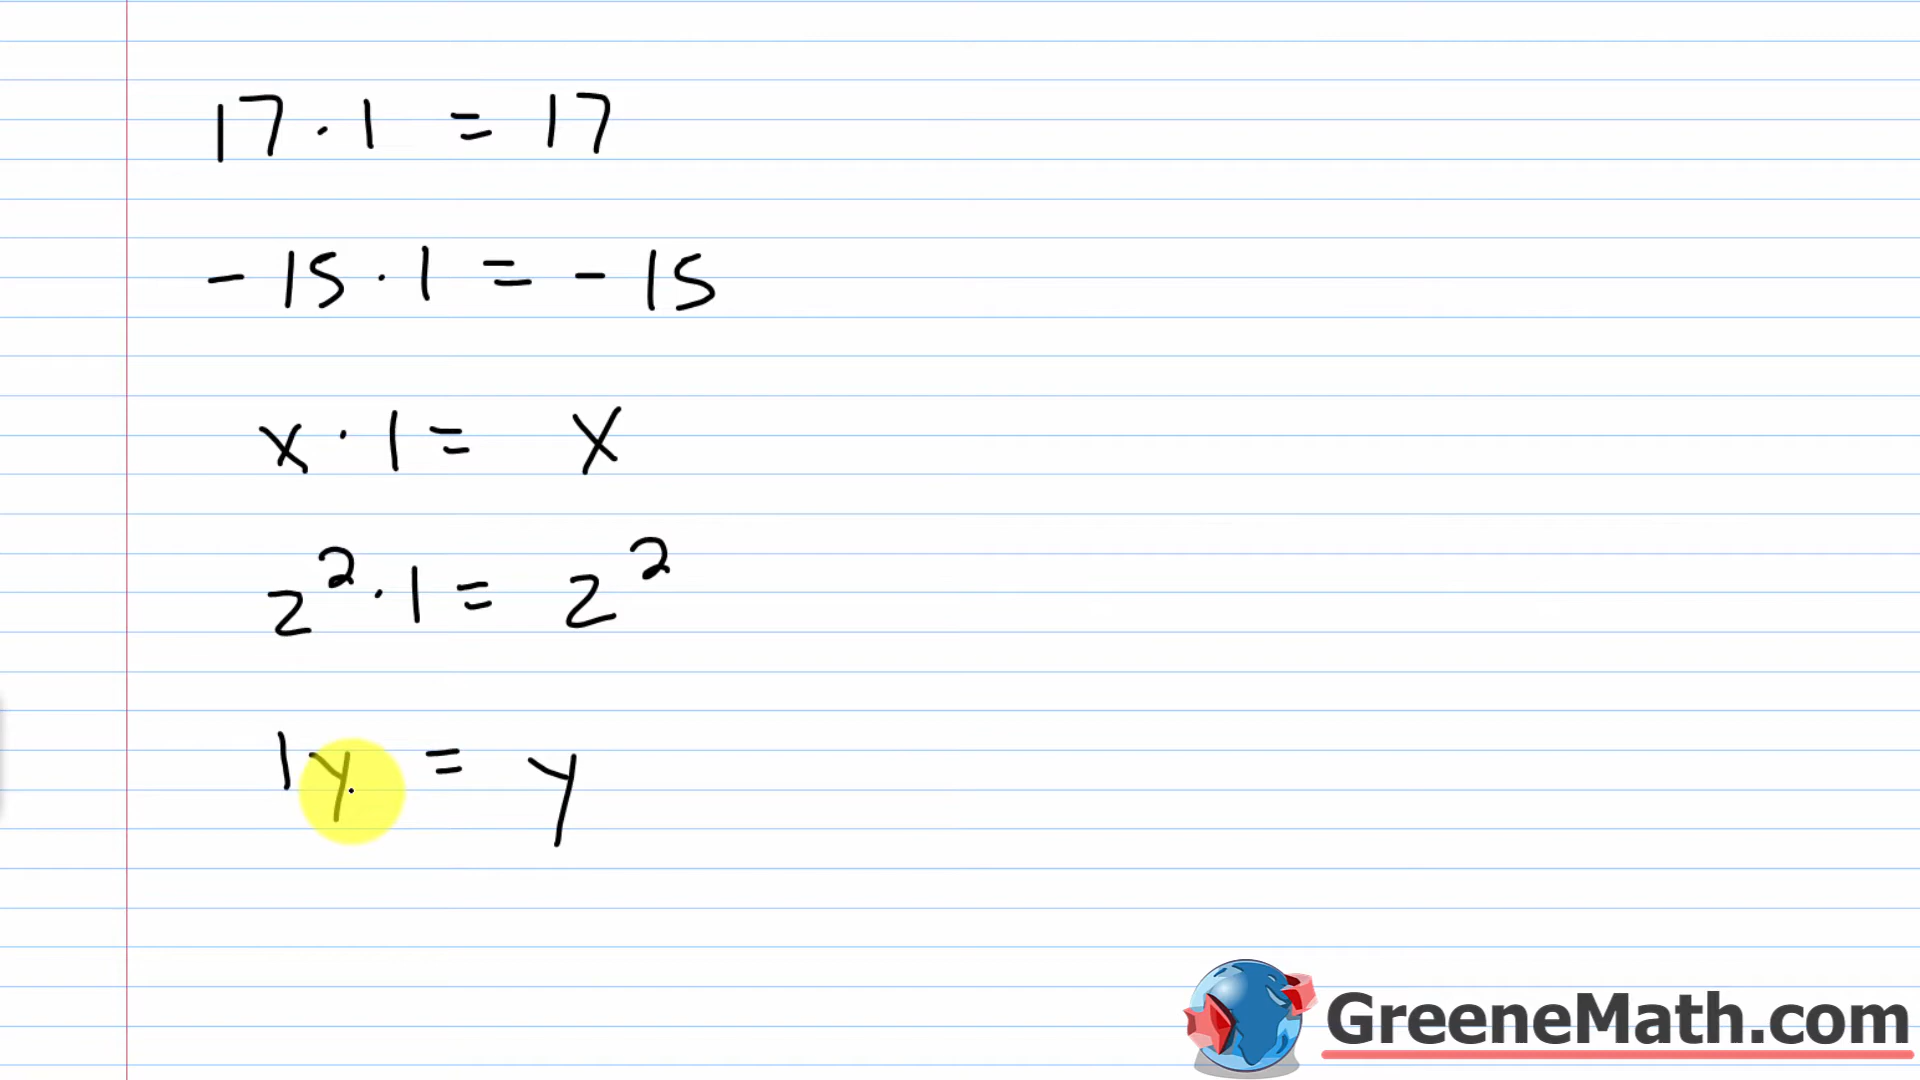 17 · 1 = 17
- 15 · 1 = - 15
x · 1 = x
z² · 1 = z²
1y = y
GreeneMath.com